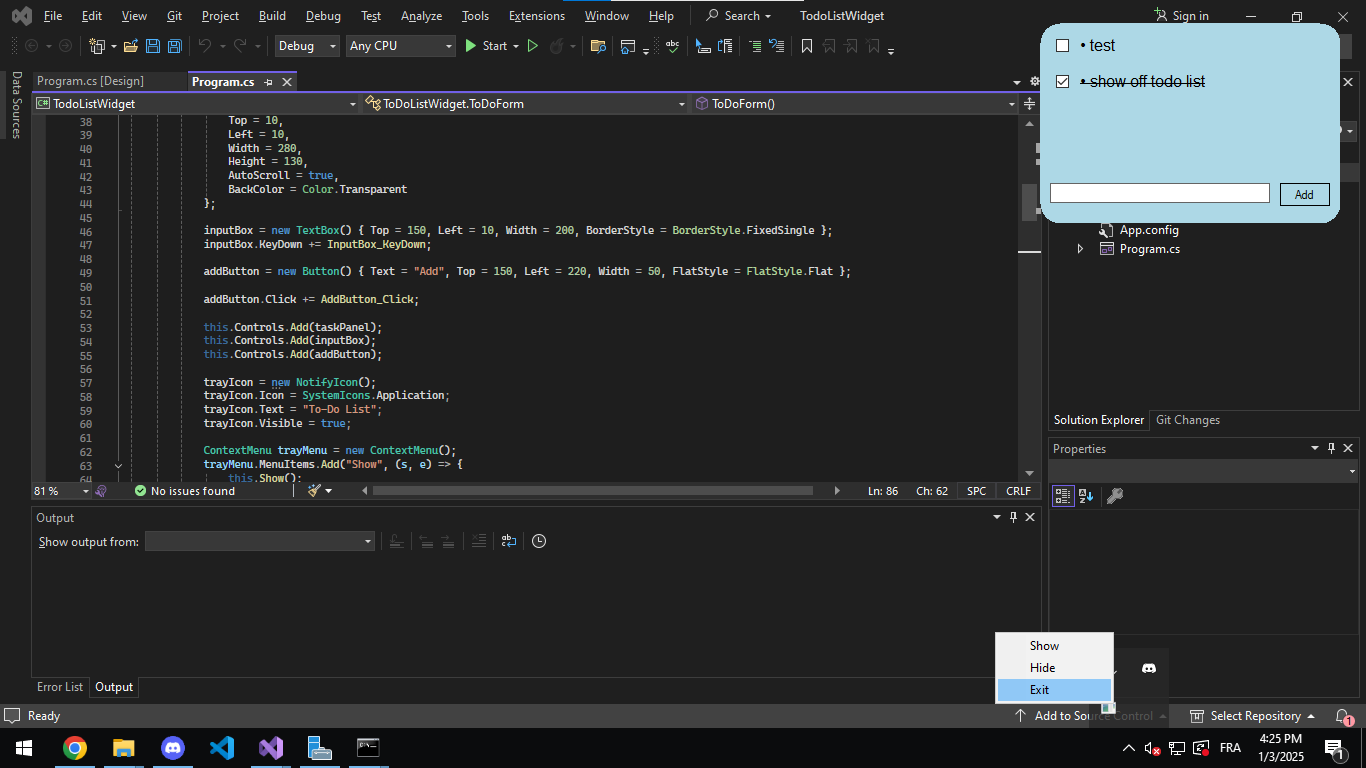 File Edit View Git Project Build Debug Test Analyze Tools Extensions Window Help Search TodoListWidget Sign in
Debug Any CPU Start
Data Sources
Program.cs [Design] Program.cs
TodoListWidget ToDoListWidget.ToDoForm ToDoForm()
38 Top = 10,
39 Left = 10,
40 Width = 280,
41 Height = 130,
42 AutoScroll = true,
43 BackColor = Color.Transparent
44 };
45
46 inputBox = new TextBox() { Top = 150, Left = 10, Width = 200, BorderStyle = BorderStyle.FixedSingle };
47 inputBox.KeyDown += InputBox_KeyDown;
48
49 addButton = new Button() { Text = "Add", Top = 150, Left = 220, Width = 50, FlatStyle = FlatStyle.Flat };
50
51 addButton.Click += AddButton_Click;
52
53 this.Controls.Add(taskPanel);
54 this.Controls.Add(inputBox);
55 this.Controls.Add(addButton);
56
57 trayIcon = new NotifyIcon();
58 trayIcon.Icon = SystemIcons.Application;
59 trayIcon.Text = "To-Do List";
60 trayIcon.Visible = true;
61
62 ContextMenu trayMenu = new ContextMenu();
63 trayMenu.MenuItems.Add("Show", (s, e) => {
64 this.Show();
81 % No issues found Ln: 86 Ch: 62 SPC CRLF
• test
• show off todo list
Add
App.config
Program.cs
Solution Explorer Git Changes
Properties
Output
Show output from:
Error List Output
Show
Hide
Exit
Ready Add to Source Control Select Repository 1
FRA 4:25 PM
1/3/2025 1